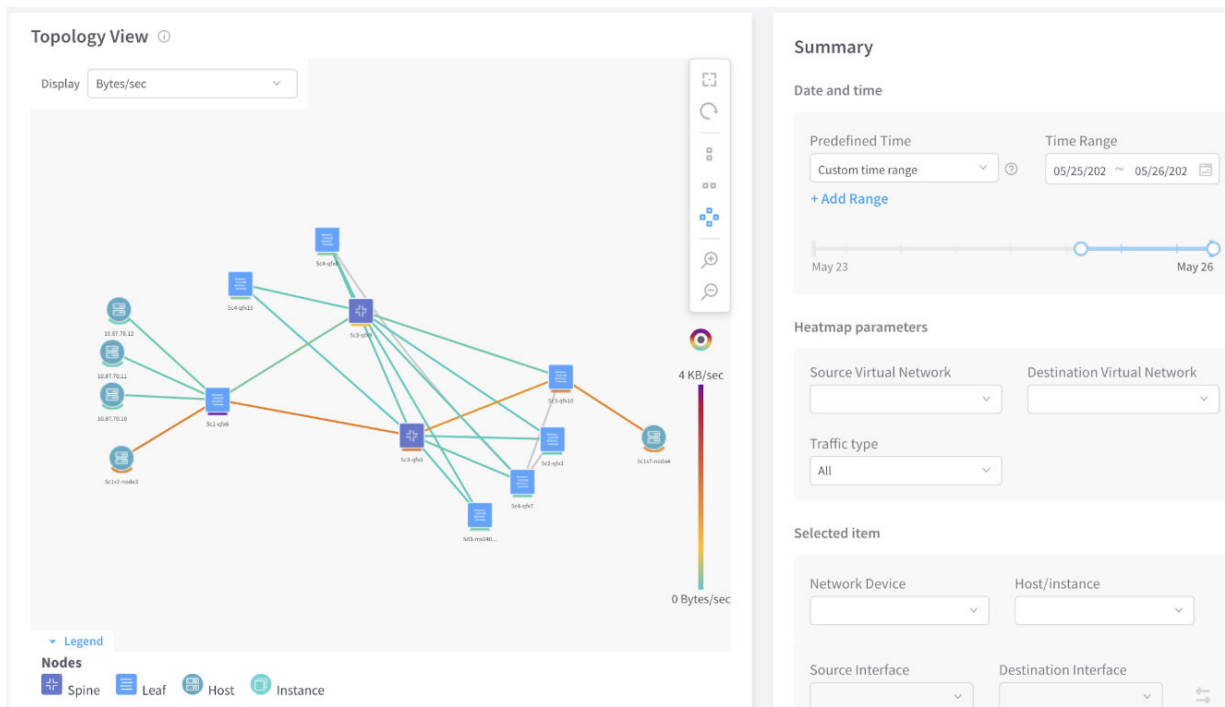 Topology View
Display
Bytes/sec
5c4-qfx10
10.87.70.12
10.87.70.11
10.87.70.10
5c1-qfx6
5c1s7-node3
5c3-qfx10
5c2-qfx1
5c1s7-node4
5c4-qfx7
5d3-mx240...
4 KB/sec
0 Bytes/sec
Legend
Nodes
Spine
Leaf
Host
Instance
Summary
Date and time
Predefined Time
Time Range
Custom time range
05/25/202 ~ 05/26/202
+ Add Range
May 23
May 26
Heatmap parameters
Source Virtual Network
Destination Virtual Network
Traffic type
All
Selected item
Network Device
Host/instance
Source Interface
Destination Interface